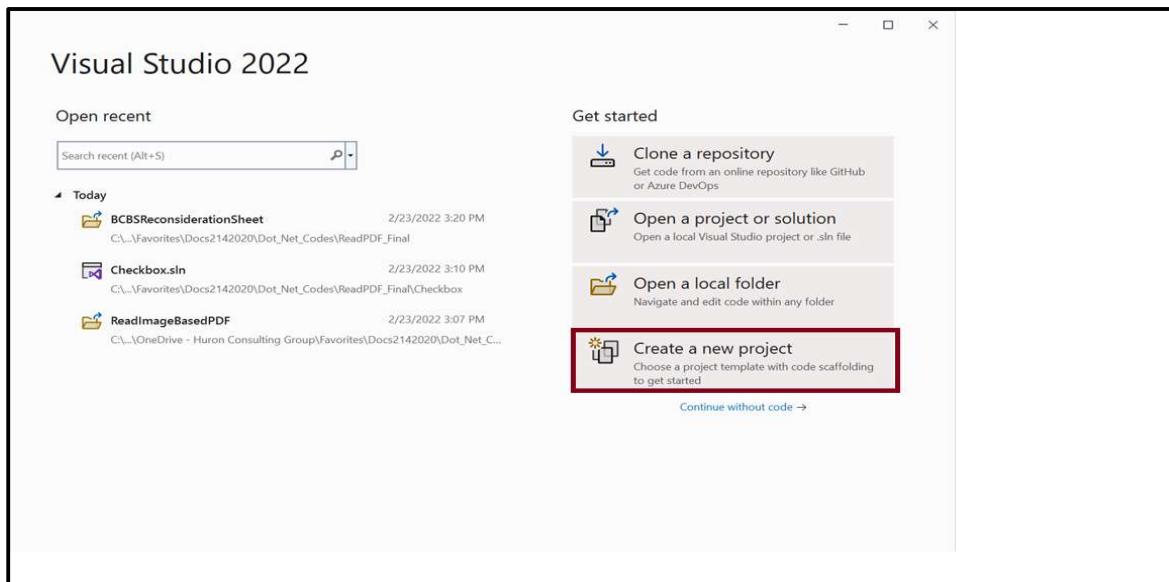 Visual Studio 2022
Open recent
Search recent (Alt+S)
Today
BCBSReconsiderationSheet 2/23/2022 3:20 PM
C:\...\Favorites\Docs2142020\Dot_Net_Codes\ReadPDF_Final
Checkbox.sln 2/23/2022 3:10 PM
C:\...\Favorites\Docs2142020\Dot_Net_Codes\ReadPDF_Final\Checkbox
ReadImageBasedPDF 2/23/2022 3:07 PM
C:\...\OneDrive - Huron Consulting Group\Favorites\Docs2142020\Dot_Net_C...
Get started
Clone a repository
Get code from an online repository like GitHub
or Azure DevOps
Open a project or solution
Open a local Visual Studio project or .sln file
Open a local folder
Navigate and edit code within any folder
Create a new project
Choose a project template with code scaffolding
to get started
Continue without code →